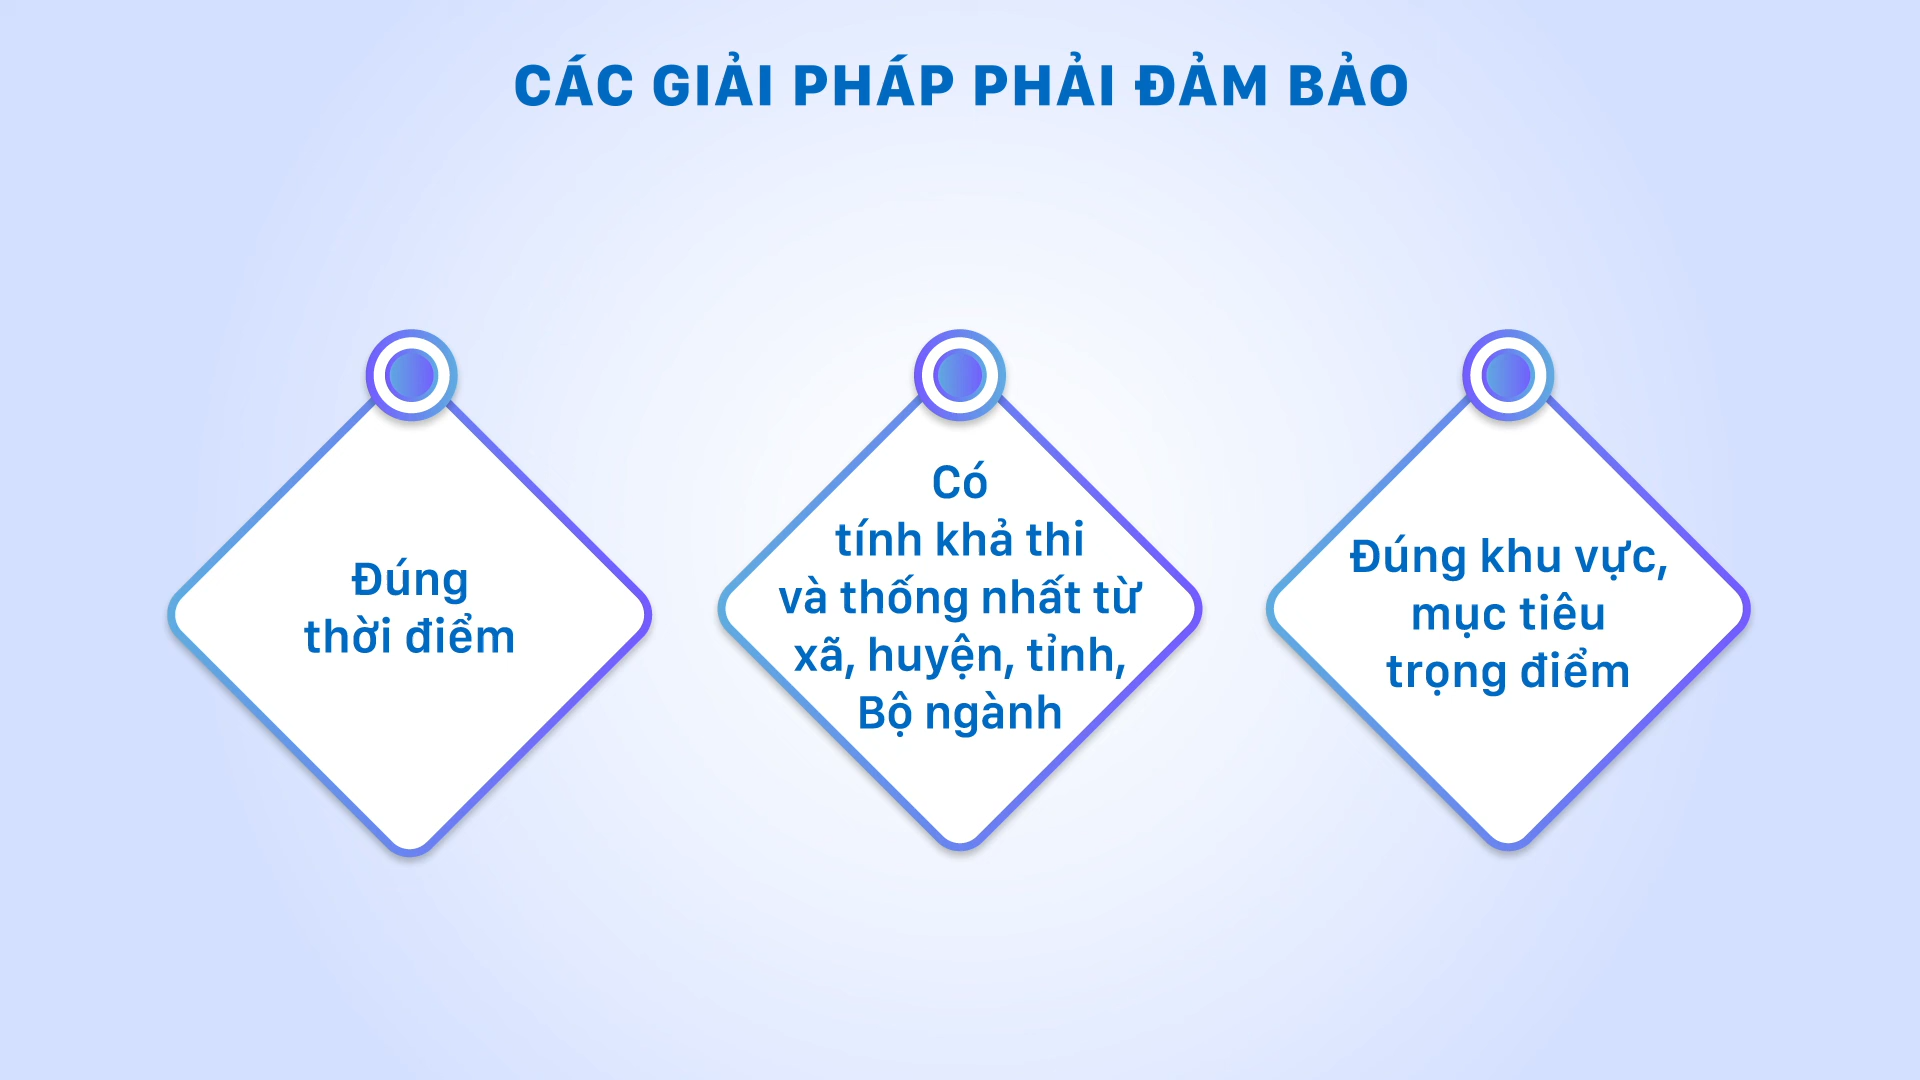 CÁC GIẢI PHÁP PHẢI ĐẢM BẢO
Đúng
thời điểm
Có
tính khả thi
và thống nhất từ
xã, huyện, tỉnh,
Bộ ngành
Đúng khu vực,
mục tiêu
trọng điểm